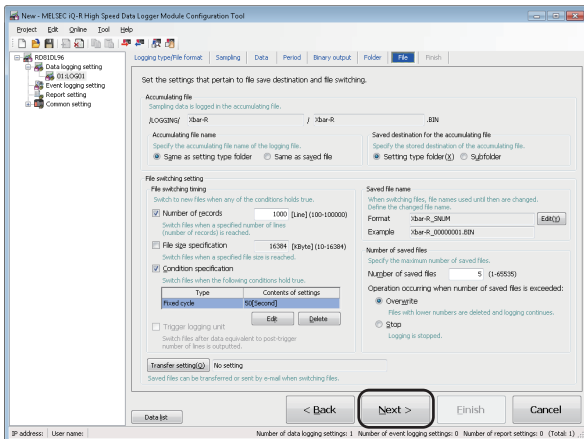 New - MELSEC iQ-R High Speed Data Logger Module Configuration Tool
Project Edit Online Tool Help
RD81DL96
Data logging setting
01:LOG01
Event logging setting
Report setting
Common setting
Logging type/File format Sampling Data Period Binary output Folder File Finish
Set the settings that pertain to file save destination and file switching.
Accumulating file
Sampling data is logged in the accumulating file.
/LOGGING/ Xbar-R / Xbar-R .BIN
Accumulating file name
Specify the accumulating file name of the logging file.
Same as setting type folder Same as saved file
Saved destination for the accumulating file
Specify the stored destination of the accumulating file.
Setting type folder(X) Subfolder
File switching setting
File switching timing
Switch to new files when any of the conditions holds true.
Number of records 1000 [Line] (100-100000)
Switch files when a specified number of lines
(number of records) is reached.
File size specification 16384 [KByte] (10-16384)
Switch files when a specified file size is reached.
Condition specification
Switch files when the following conditions hold true.
Type Contents of settings
Fixed cycle 50[Second]
Edit Delete
Trigger logging unit
Switch files after data equivalent to post-trigger
number of lines is outputted.
Saved file name
When switching files, file names used until then are changed.
Define the changed file name.
Format Xbar-R_SNUM Edit(Y)
Example Xbar-R_00000001.BIN
Number of saved files
Specify the maximum number of saved files.
Number of saved files 5 (1-65535)
Operation occurring when number of saved files is exceeded:
Overwrite
Files with lower numbers are deleted and logging continues.
Stop
Logging is stopped.
Transfer setting(Q) No setting
Saved files can be transferred or sent by e-mail when switching files.
Data list < Back Next > Finish Cancel
IP address: User name: Number of data logging settings: 1 Number of event logging settings: 0 Number of report settings: 0 (Total: 1)